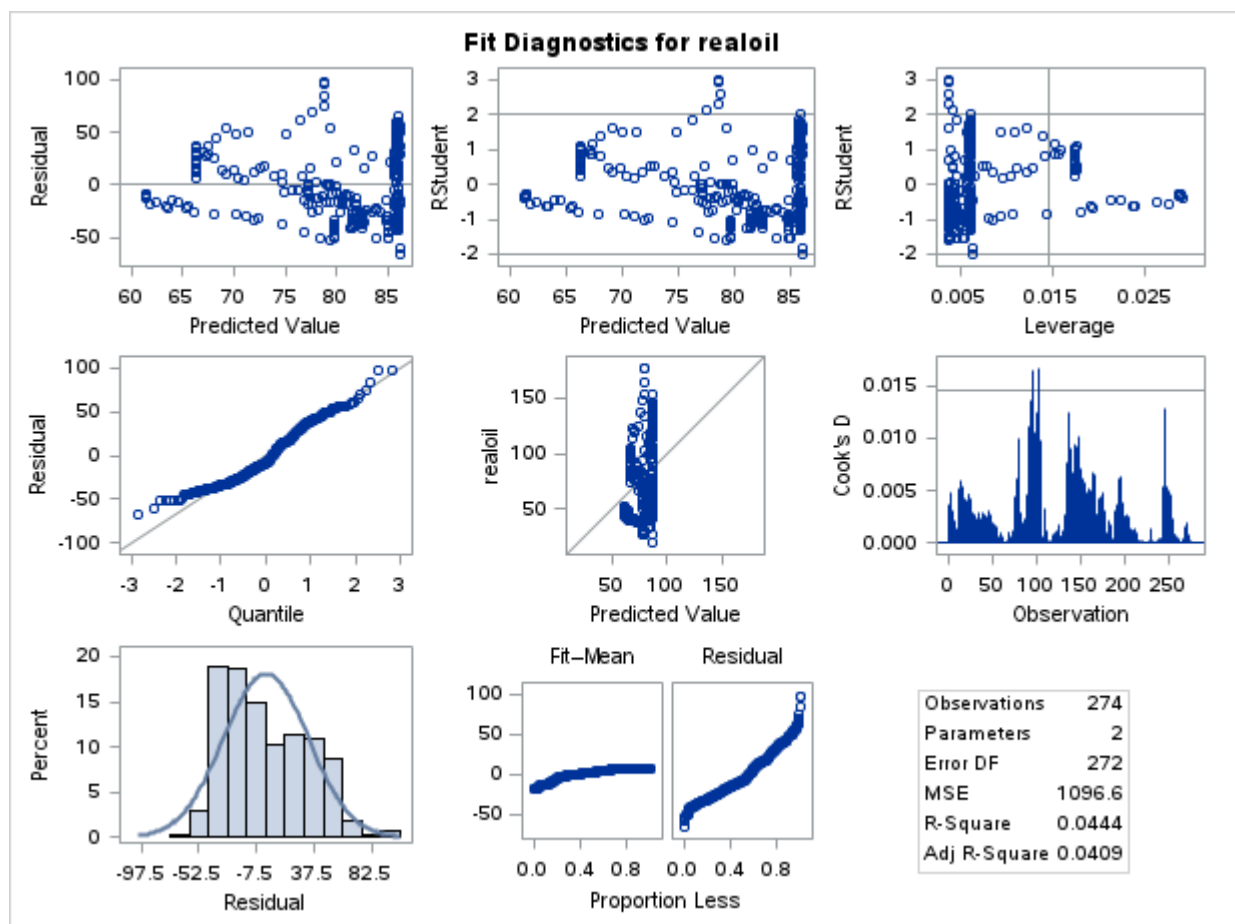 Fit Diagnostics for realoil
Residual
100
50
0
-50
60 65 70 75 80 85
Predicted Value
RStudent
3
2
1
0
-1
-2
60 65 70 75 80 85
Predicted Value
RStudent
3
2
1
0
-1
-2
0.005 0.015 0.025
Leverage
Residual
100
50
0
-50
-100
-3 -2 -1 0 1 2 3
Quantile
realoil
150
100
50
50 100 150
Predicted Value
Cook's D
0.015
0.010
0.005
0.000
0 50 100 150 200 250
Observation
Percent
20
15
10
5
0
-97.5 -52.5 -7.5 37.5 82.5
Residual
Fit–Mean Residual
100
50
0
-50
0.0 0.4 0.8 0.0 0.4 0.8
Proportion Less
Observations 274
Parameters 2
Error DF 272
MSE 1096.6
R-Square 0.0444
Adj R-Square 0.0409